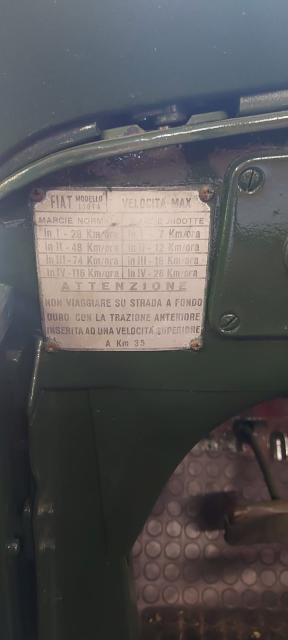 FIAT MODELLO VELOCITÀ MAX
MARCIE NORM RIDOTTE
In I - 28 Km/ora In I - 7 Km/ora
In II - 48 Km/ora In II - 12 Km/ora
In III - 74 Km/ora In III - 18 Km/ora
In IV - 116 Km/ora In IV - 26 Km/ora
ATTENZIONE
NON VIAGGIARE SU STRADA A FONDO
DURO CON LA TRAZIONE ANTERIORE
INSERITA AD UNA VELOCITÀ SUPERIORE
A Km 35